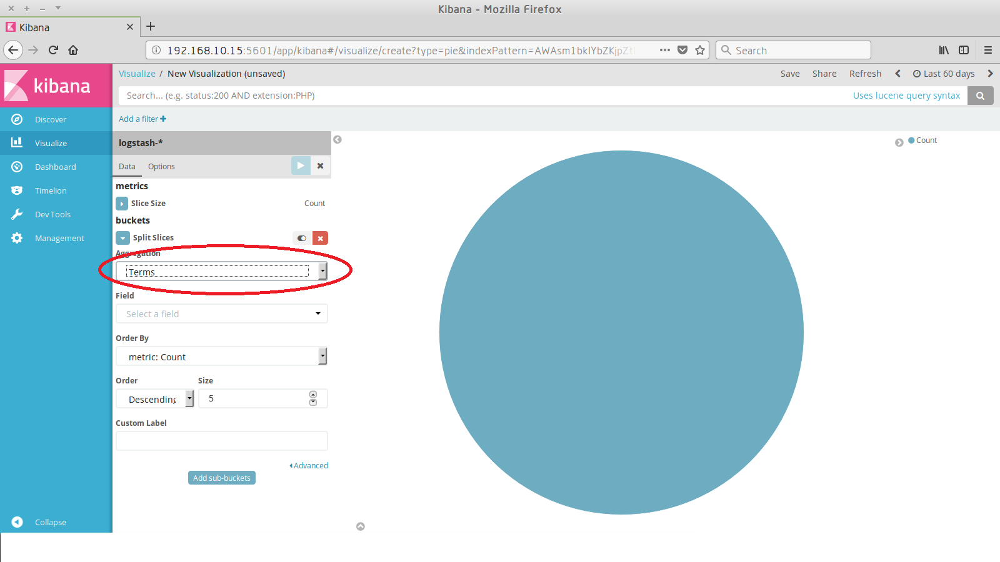 Kibana - Mozilla Firefox
Kibana
192.168.10.15:5601/app/kibana#/visualize/create?type=pie&indexPattern=AWAsm1bkIYbZKjpZt
Search
kibana
Visualize / New Visualization (unsaved)
Save Share Refresh Last 60 days
Search... (e.g. status:200 AND extension:PHP)
Uses lucene query syntax
Add a filter
Discover
Visualize
Dashboard
Timelion
Dev Tools
Management
Collapse
logstash-*
Data Options
metrics
Slice Size Count
buckets
Split Slices
Aggregation
Terms
Field
Select a field
Order By
metric: Count
Order Size
Descending 5
Custom Label
Advanced
Add sub-buckets
Count